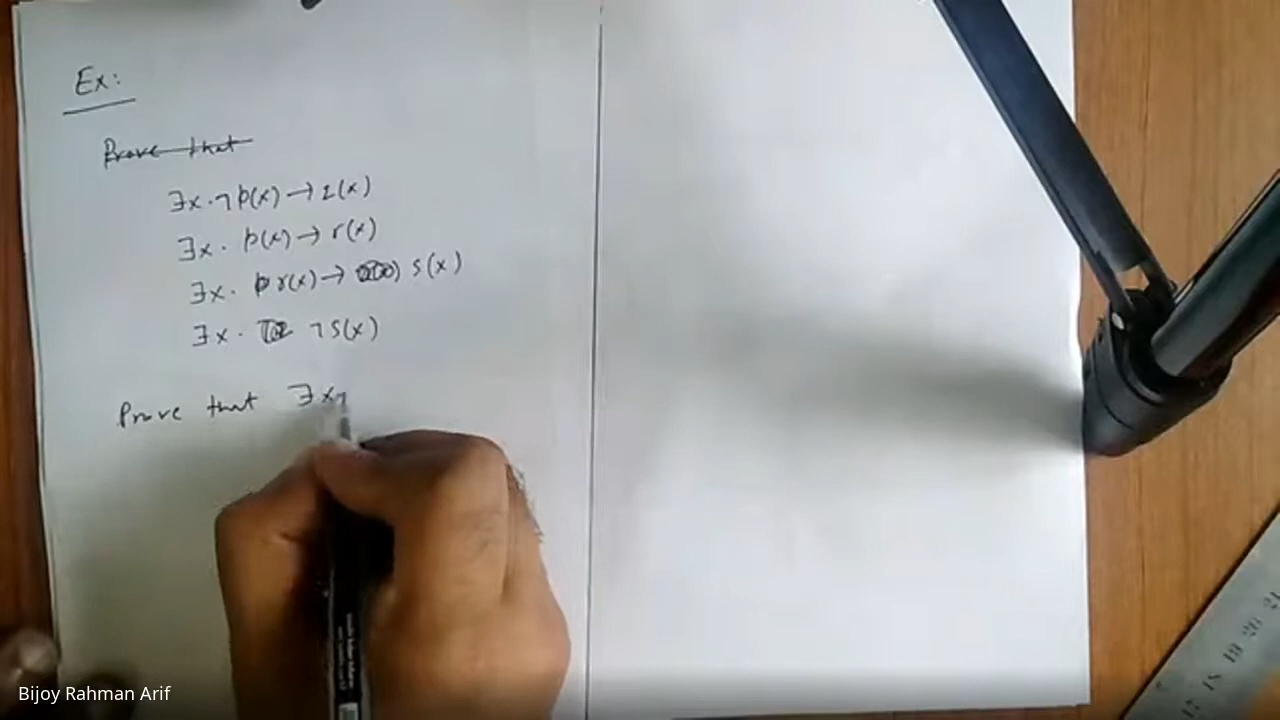 Ex:
Prove that
∃x.¬p(x)→q(x)
∃x. p(x)→r(x)
∃x. r(x)→ s(x)
∃x. ¬s(x)
Prove that ∃x
Bijoy Rahman Arif